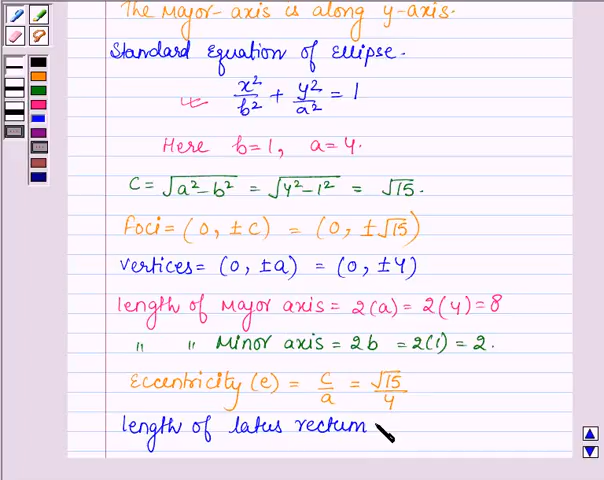 The Major-axis is along y-axis.
Standard Equation of Ellipse.
x²/b² + y²/a² = 1
Here b=1, a=4.
C = √a²-b² = √4²-1² = √15.
foci = (0, ±c) = (0, ±√15)
vertices = (0, ±a) = (0, ±4)
length of Major axis = 2(a) = 2(4) = 8
" " Minor axis = 2b = 2(1) = 2.
Eccentricity (e) = c/a = √15/4
length of latus rectum